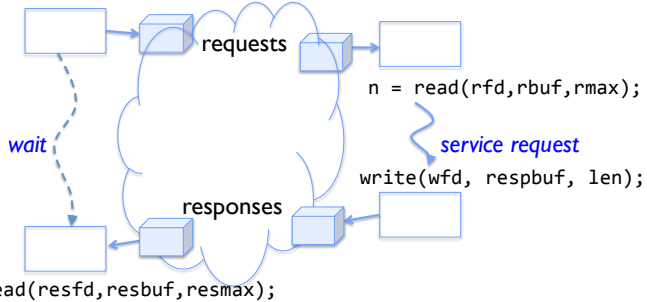 requests
n = read(rfd,rbuf,rmax);
wait
service request
write(wfd, respbuf, len);
responses
ead(resfd,resbuf,resmax);